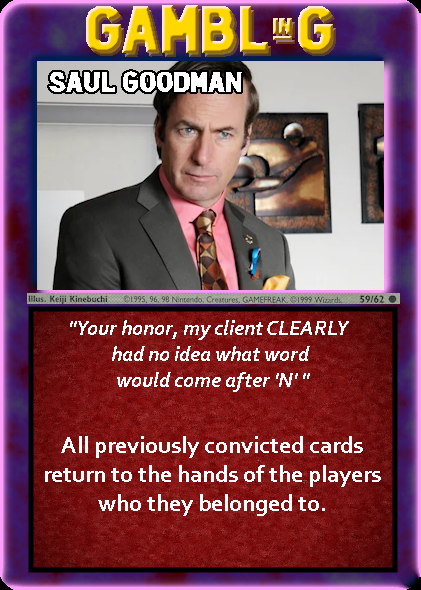 GAMBLinG
SAUL GOODMAN
Illus. Keiji Kinebuchi ©1995, 96, 98 Nintendo, Creatures, GAMEFREAK. ©1999 Wizards. 59/62 ●
"Your honor, my client CLEARLY
had no idea what word
would come after 'N' "
All previously convicted cards
return to the hands of the players
who they belonged to.